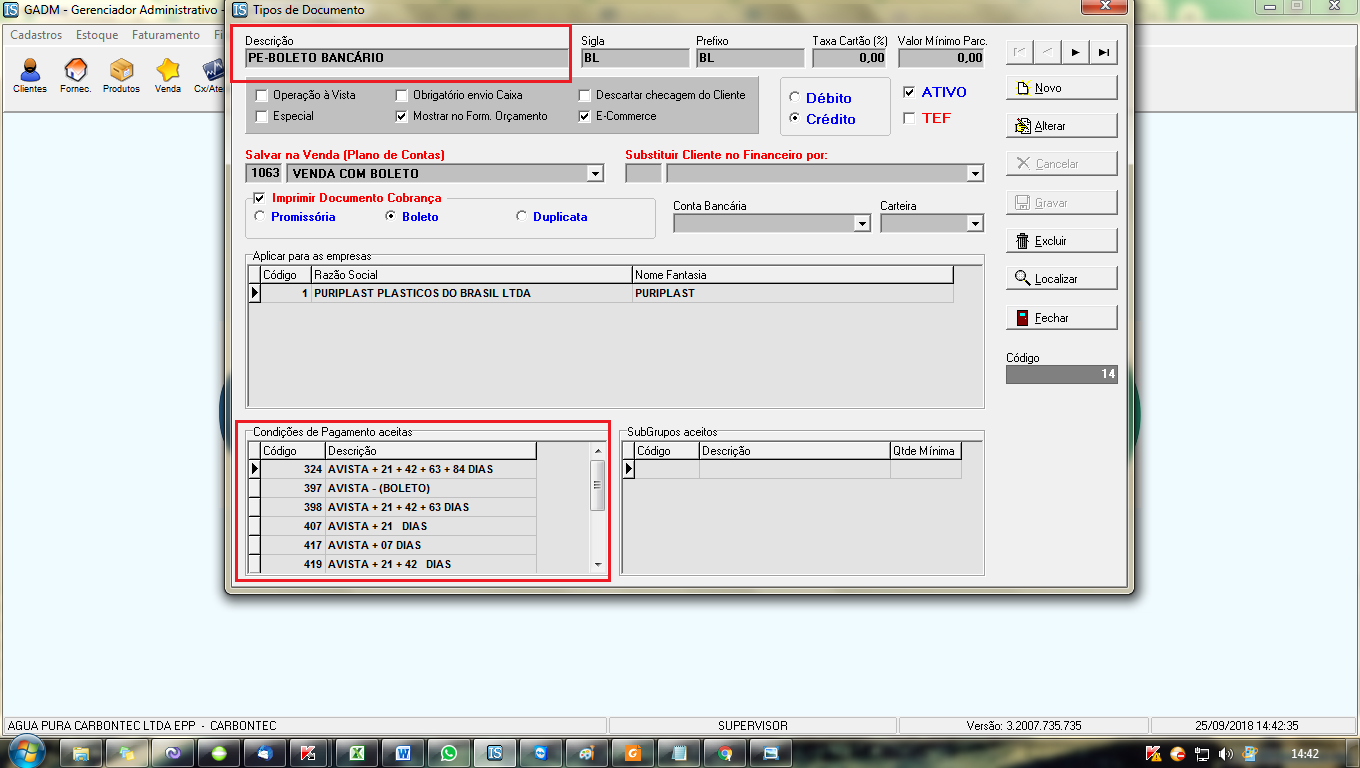 GADM - Gerenciador Administrativo -
Tipos de Documento
Cadastros Estoque Faturamento Fi
Clientes Fornec. Produtos Venda Cx/Ate
Descrição Sigla Prefixo Taxa Cartão (%) Valor Mínimo Parc.
PE-BOLETO BANCÁRIO BL BL 0,00 0,00
Operação à Vista Obrigatório envio Caixa Descartar checagem do Cliente
Especial Mostrar no Form. Orçamento E-Commerce
Débito
Crédito
ATIVO
TEF
Salvar na Venda (Plano de Contas) Substituir Cliente no Financeiro por:
1063 VENDA COM BOLETO
Imprimir Documento Cobrança
Promissória Boleto Duplicata
Conta Bancária Carteira
Aplicar para as empresas
Código Razão Social Nome Fantasia
1 PURIPLAST PLASTICOS DO BRASIL LTDA PURIPLAST
Condições de Pagamento aceitas
Código Descrição
324 AVISTA + 21 + 42 + 63 + 84 DIAS
397 AVISTA - (BOLETO)
398 AVISTA + 21 + 42 + 63 DIAS
407 AVISTA + 21 DIAS
417 AVISTA + 07 DIAS
419 AVISTA + 21 + 42 DIAS
SubGrupos aceitos
Código Descrição Qtde Mínima
Novo
Alterar
Cancelar
Gravar
Excluir
Localizar
Fechar
Código
14
AGUA PURA CARBONTEC LTDA EPP - CARBONTEC SUPERVISOR Versão: 3.2007.735.735 25/09/2018 14:42:35
14:42